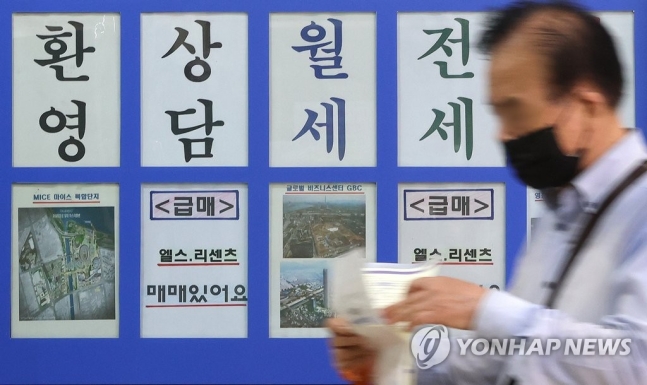 환영
상담
월세
전세
MICE 마이스 복합단지
<급매>
엘스.리센츠
매매있어요
글로벌 비즈니스센터 GBC
<급매>
엘스.리센츠
YONHAP NEWS